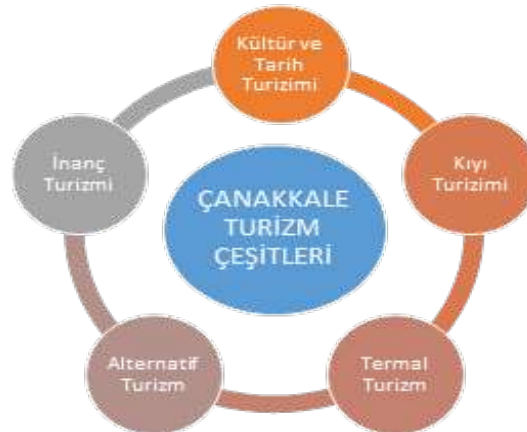 Kültür ve
Tarih
Turizimi
Kıyı
Turizimi
Termal
Turizm
Alternatif
Turizm
İnanç
Turizmi
ÇANAKKALE
TURİZM
ÇEŞİTLERİ